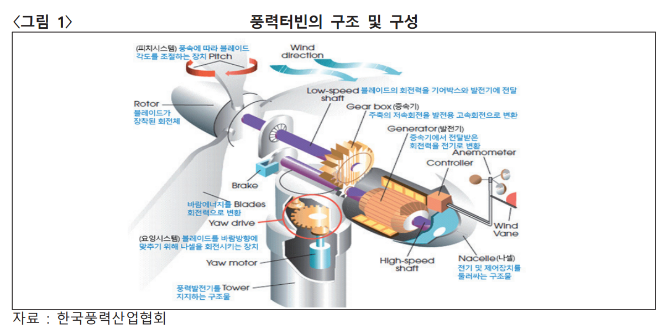 <그림 1> 풍력터빈의 구조 및 구성
(피치시스템) 풍속에 따라 블레이드
각도를 조절하는 장치 Pitch
Wind
direction
Low-speed 블레이드의 회전력을 기어박스와 발전기에 전달
shaft
Gear box (증속기)
주축의 저속회전을 발전용 고속회전으로 변환
Rotor
블레이드가
장착된 회전체
Generator(발전기)
증속기에서 전달받은
회전력을 전기로 변환
Anemometer
Controller
Brake
바람에너지를 Blades
회전력으로 변환
Yaw drive
(요잉시스템) 블레이드를 바람방향에
맞추기 위해 나셀을 회전시키는 장치
Yaw motor
Wind
Vane
High-speed
shaft
Nacelle(나셀)
전기 및 제어장치를
둘러싸는 구조물
풍력발전기를 Tower
지지하는 구조물
자료 : 한국풍력산업협회